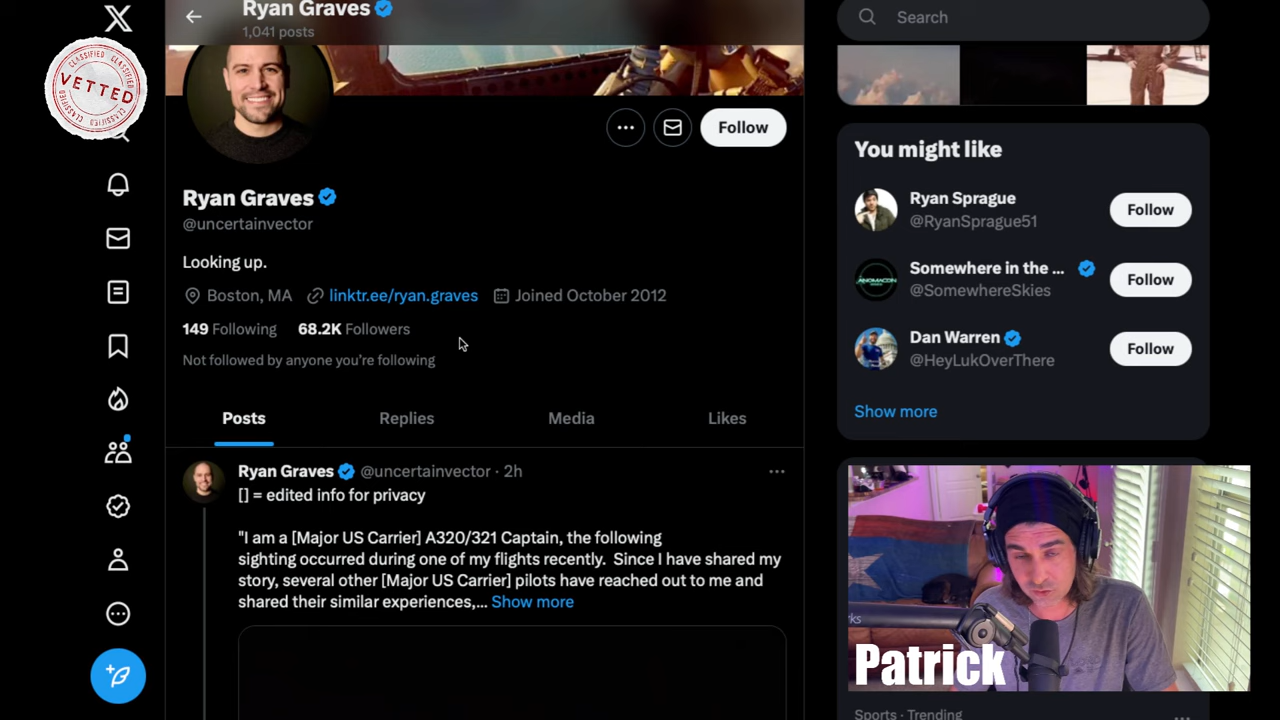 Ryan Graves
1,041 posts
Search
CLASSIFIED CLASSIFIED
VETTED
CLASSIFIED
Follow
You might like
Ryan Graves
@uncertainvector
Ryan Sprague
@RyanSprague51
Follow
Looking up.
Somewhere in the ...
@SomewhereSkies
Follow
Boston, MA linktr.ee/ryan.graves Joined October 2012
149 Following 68.2K Followers
Dan Warren
@HeyLukOverThere
Follow
Not followed by anyone you're following
Show more
Posts Replies Media Likes
Ryan Graves @uncertainvector · 2h
[] = edited info for privacy
"I am a [Major US Carrier] A320/321 Captain, the following
sighting occurred during one of my flights recently. Since I have shared my
story, several other [Major US Carrier] pilots have reached out to me and
shared their similar experiences,... Show more
rks
Patrick
Sports · Trending